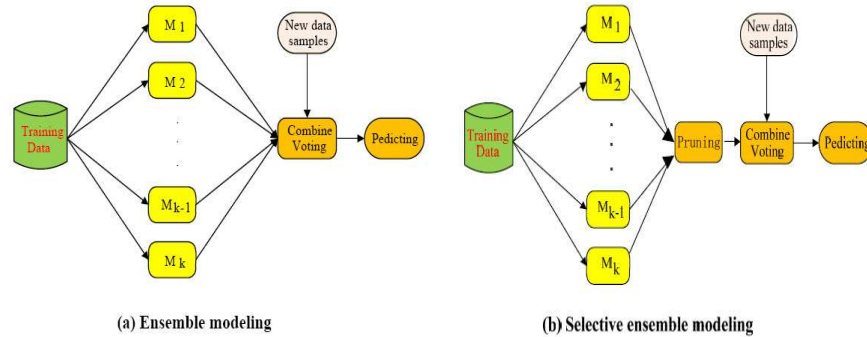 M 1
M 2
M k-1
M k
Training
Data
New data
samples
Combine
Voting
Pedicting
(a) Ensemble modeling
M 1
M 2
M k-1
M k
Training
Data
Pruning
New data
samples
Combine
Voting
Pedicting
(b) Selective ensemble modeling